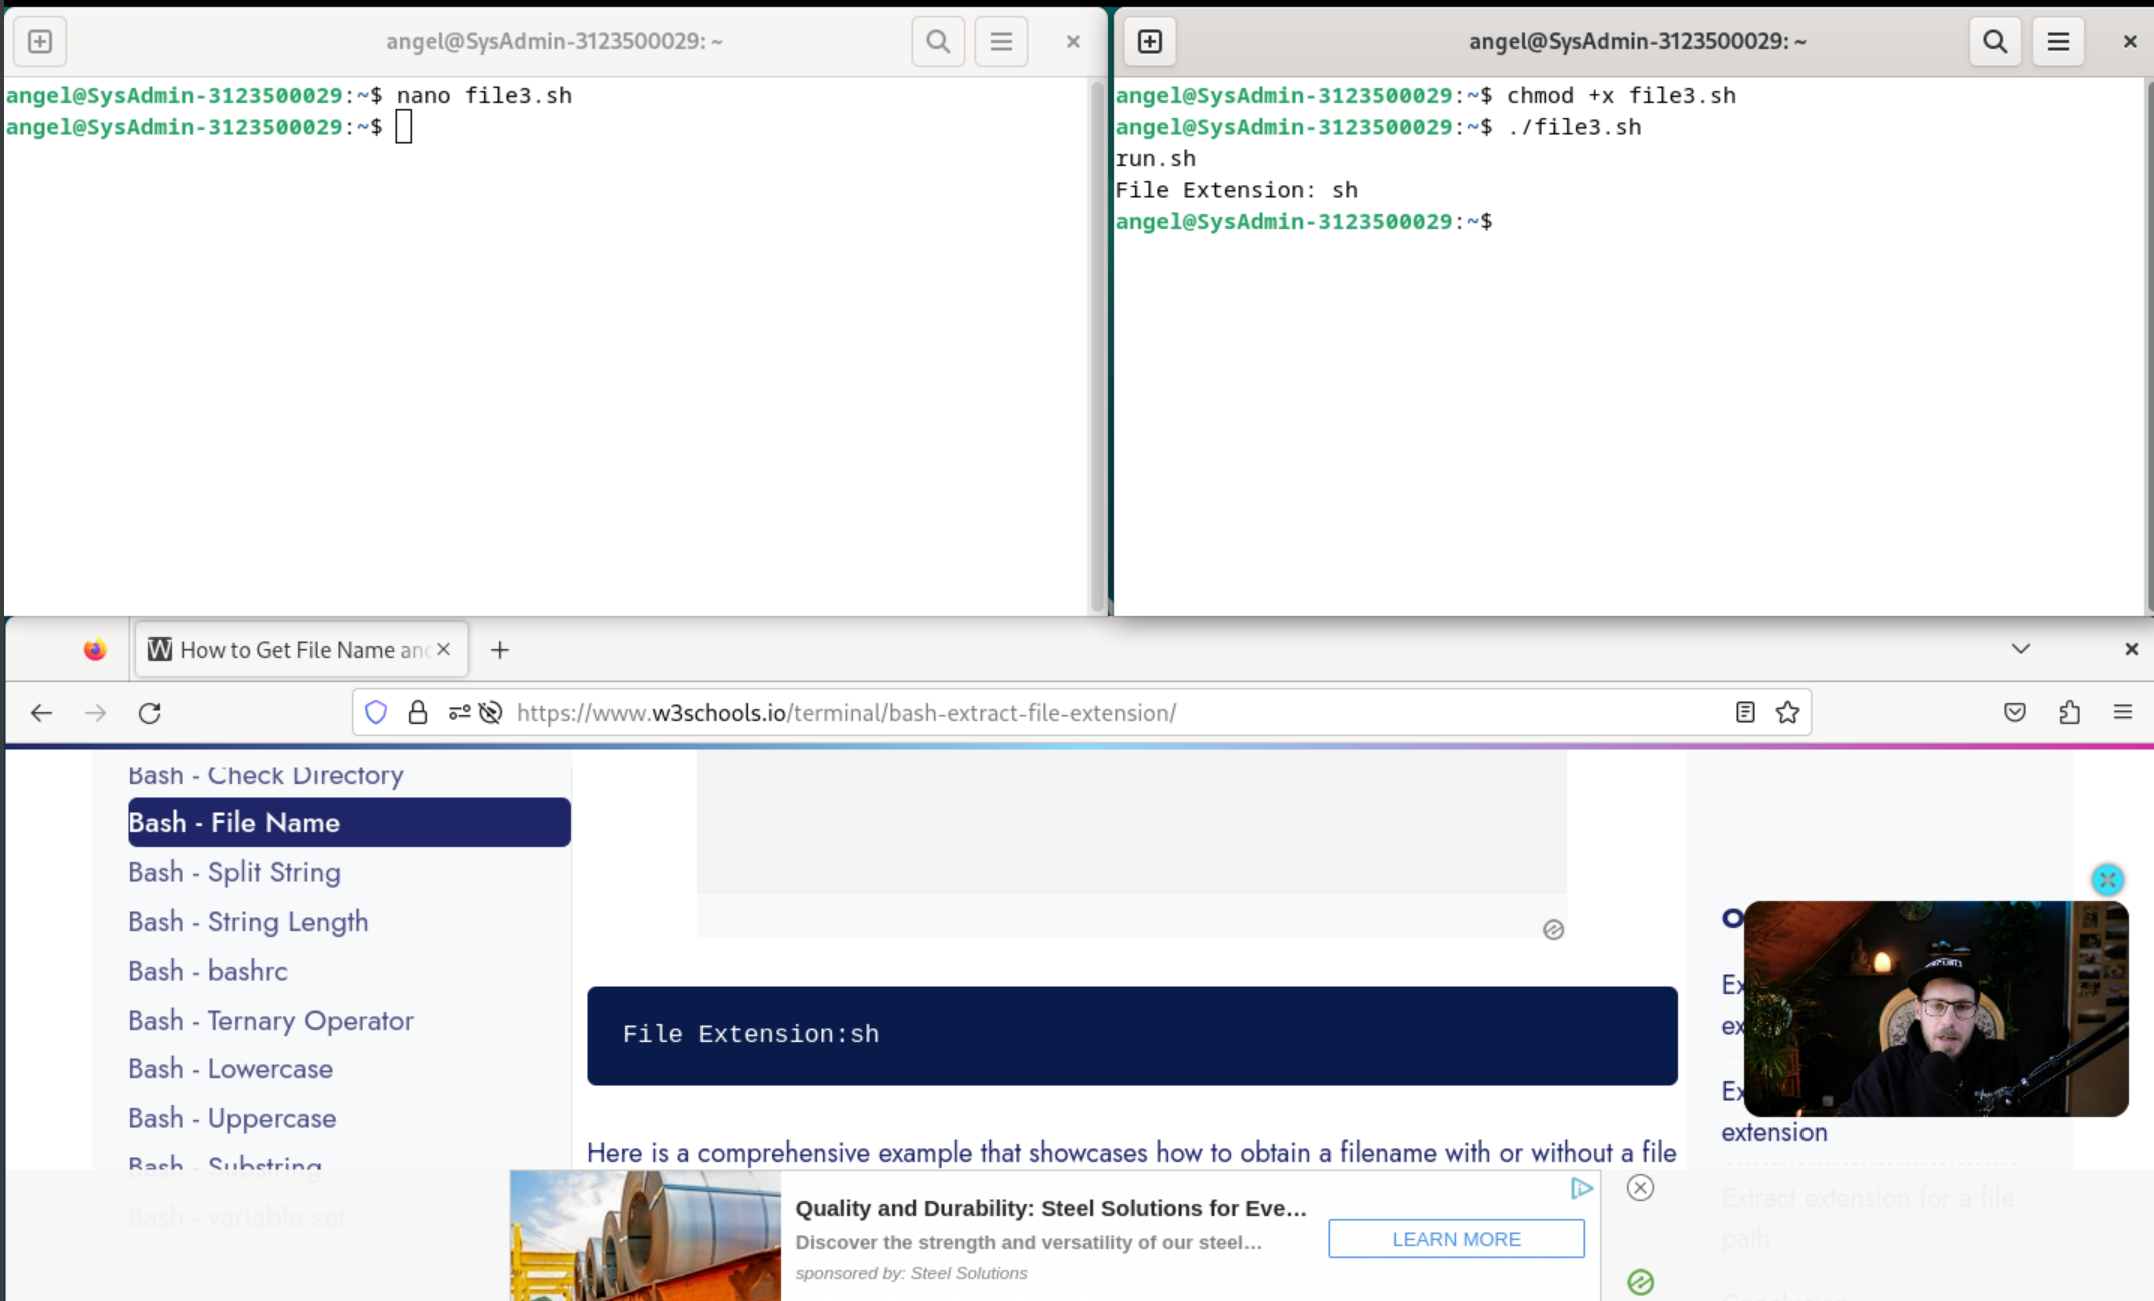 angel@SysAdmin-3123500029: ~
angel@SysAdmin-3123500029:~$ nano file3.sh
angel@SysAdmin-3123500029:~$
angel@SysAdmin-3123500029: ~
angel@SysAdmin-3123500029:~$ chmod +x file3.sh
angel@SysAdmin-3123500029:~$ ./file3.sh
run.sh
File Extension: sh
angel@SysAdmin-3123500029:~$
How to Get File Name and
https://www.w3schools.io/terminal/bash-extract-file-extension/
Bash - Check Directory
Bash - File Name
Bash - Split String
Bash - String Length
Bash - bashrc
Bash - Ternary Operator
Bash - Lowercase
Bash - Uppercase
Bash - Substring
Bash - variable set
File Extension:sh
Here is a comprehensive example that showcases how to obtain a filename with or without a file
extension
Extract extension for a file
path
Quality and Durability: Steel Solutions for Eve...
Discover the strength and versatility of our steel...
sponsored by: Steel Solutions
LEARN MORE